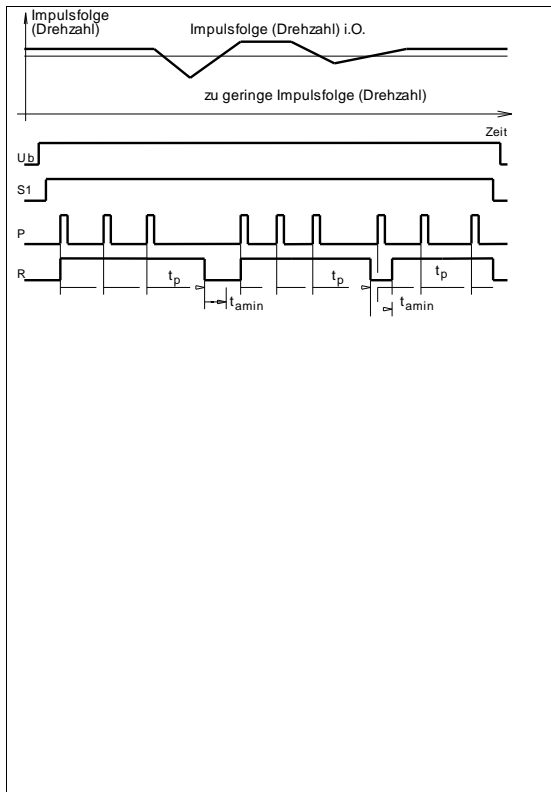 Impulsfolge
(Drehzahl)
Impulsfolge (Drehzahl) i.O.
zu geringe Impulsfolge (Drehzahl)
Zeit
Ub
S1
P
R
tp tp tp
tamin tamin